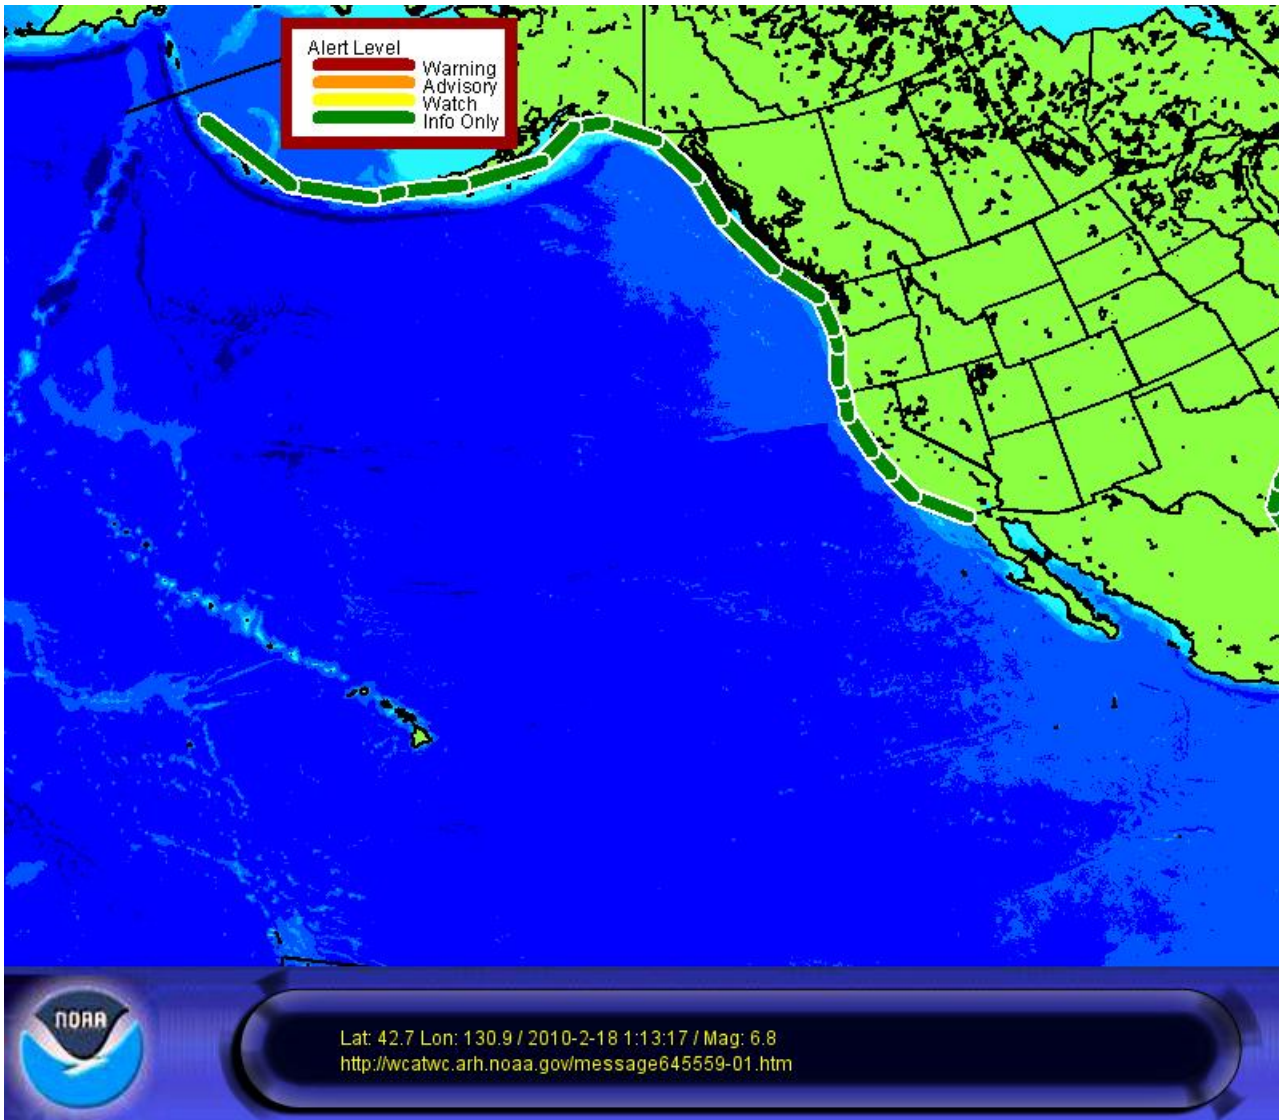 Alert Level
Warning
Advisory
Watch
Info Only
NOAA
Lat: 42.7 Lon: 130.9 / 2010-2-18 1:13:17 / Mag: 6.8
http://wcatwc.arh.noaa.gov/message645559-01.htm